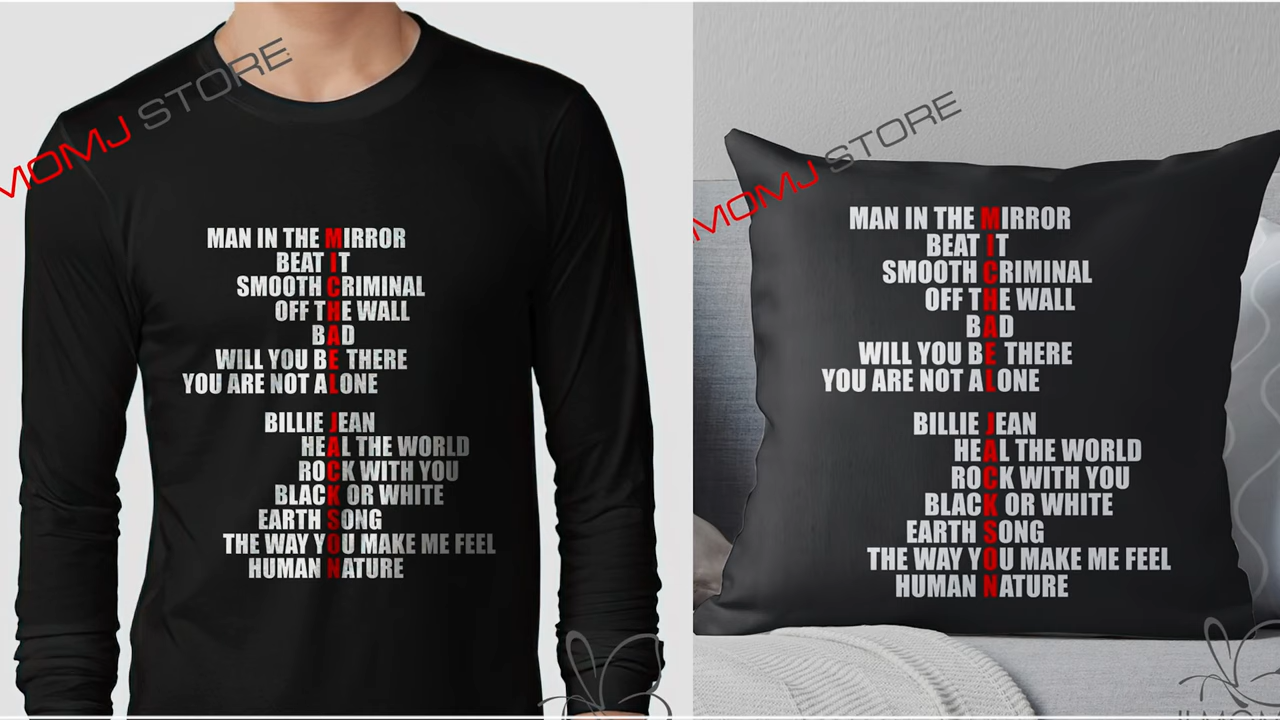 MOMJ STORE
MAN IN THE MIRROR
BEAT IT
SMOOTH CRIMINAL
OFF THE WALL
BAD
WILL YOU BE THERE
YOU ARE NOT ALONE
BILLIE JEAN
HEAL THE WORLD
ROCK WITH YOU
BLACK OR WHITE
EARTH SONG
THE WAY YOU MAKE ME FEEL
HUMAN NATURE
MOMJ STORE
MAN IN THE MIRROR
BEAT IT
SMOOTH CRIMINAL
OFF THE WALL
BAD
WILL YOU BE THERE
YOU ARE NOT ALONE
BILLIE JEAN
HEAL THE WORLD
ROCK WITH YOU
BLACK OR WHITE
EARTH SONG
THE WAY YOU MAKE ME FEEL
HUMAN NATURE